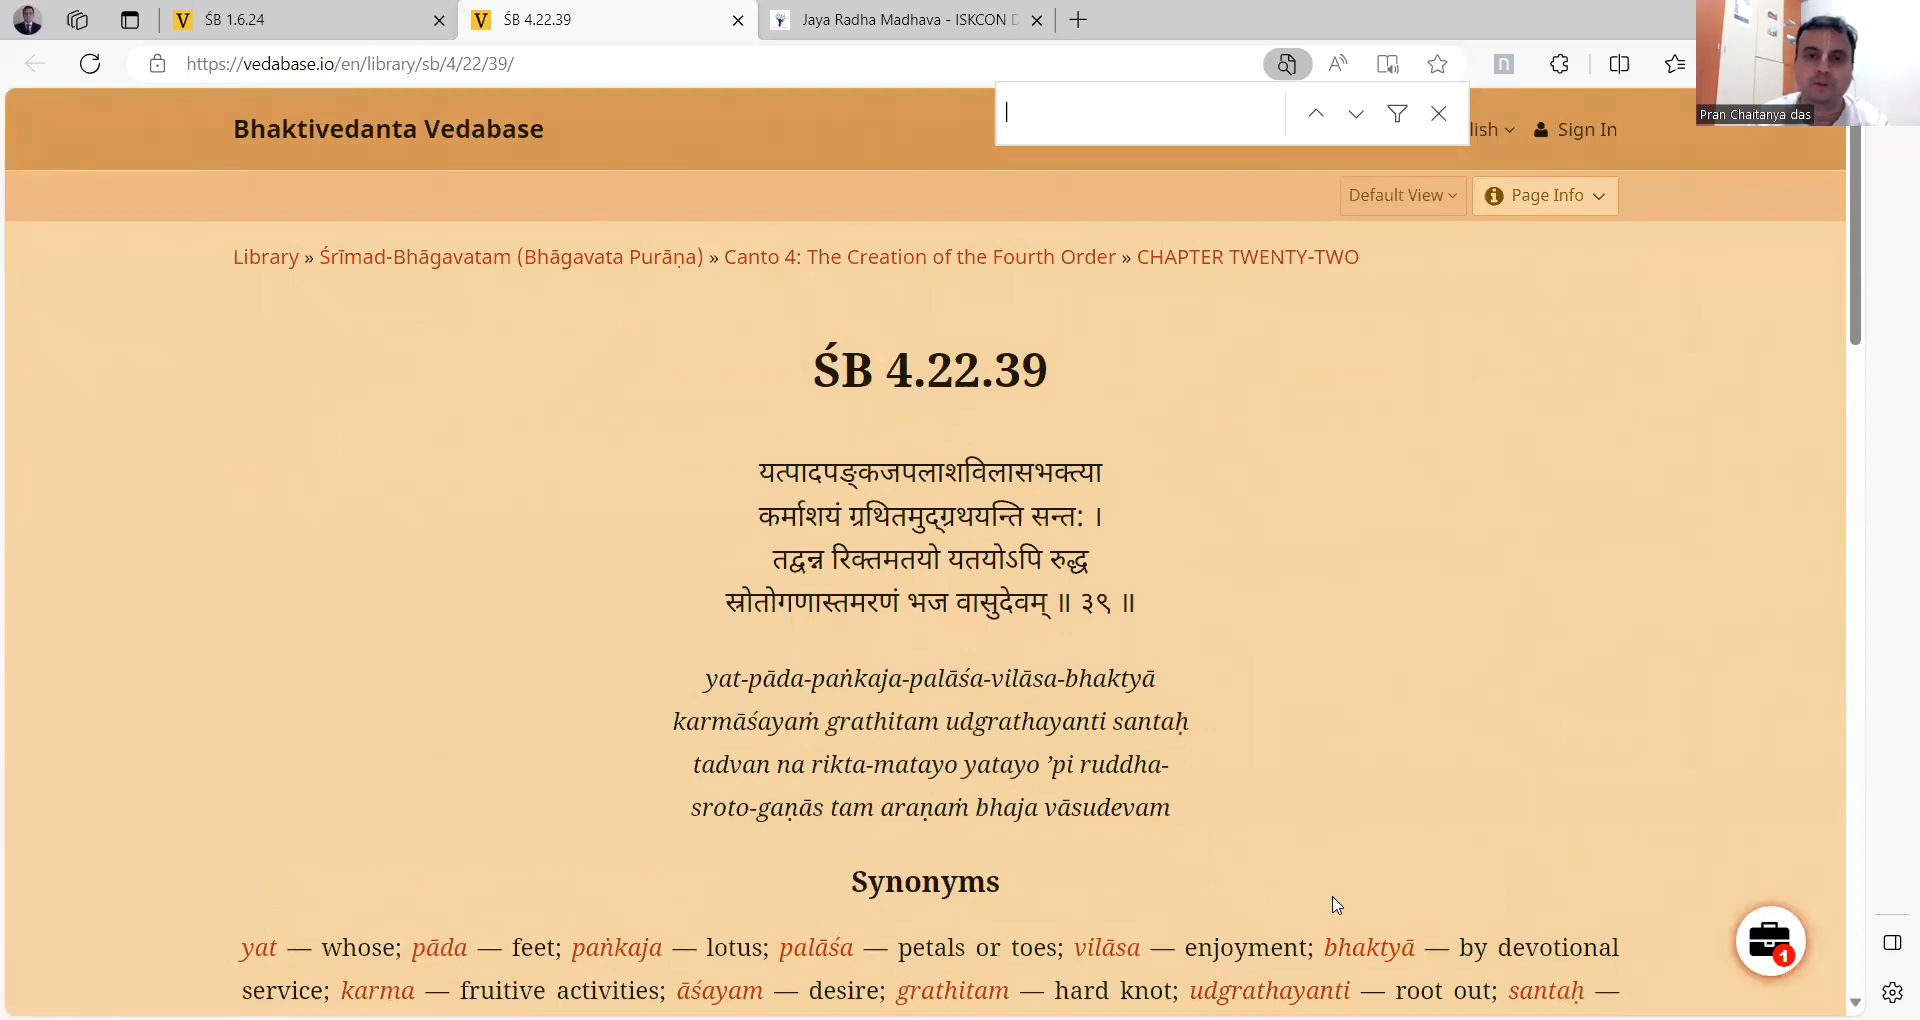 ŚB 1.6.24
ŚB 4.22.39
Jaya Radha Madhava - ISKCON D
https://vedabase.io/en/library/sb/4/22/39/
Pran Chaitanya das
Bhaktivedanta Vedabase
lish
Sign In
Default View
Page Info
Library » Śrīmad-Bhāgavatam (Bhāgavata Purāṇa) » Canto 4: The Creation of the Fourth Order » CHAPTER TWENTY-TWO
ŚB 4.22.39
यत्पादपङ्कजपलाशविलासभक्त्या
कर्माशयं ग्रथितमुद्ग्रथयन्ति सन्त: ।
तद्वन्न रिक्तमतयो यतयोऽपि रुद्ध
स्रोतोगणास्तमरणं भज वासुदेवम् ॥ ३९ ॥
yat-pāda-paṅkaja-palāśa-vilāsa-bhaktyā
karmāśayaṁ grathitam udgrathayanti santaḥ
tadvan na rikta-matayo yatayo ’pi ruddha-
sroto-gaṇās tam araṇaṁ bhaja vāsudevam
Synonyms
yat — whose; pāda — feet; paṅkaja — lotus; palāśa — petals or toes; vilāsa — enjoyment; bhaktyā — by devotional
service; karma — fruitive activities; āśayam — desire; grathitam — hard knot; udgrathayanti — root out; santaḥ —
1